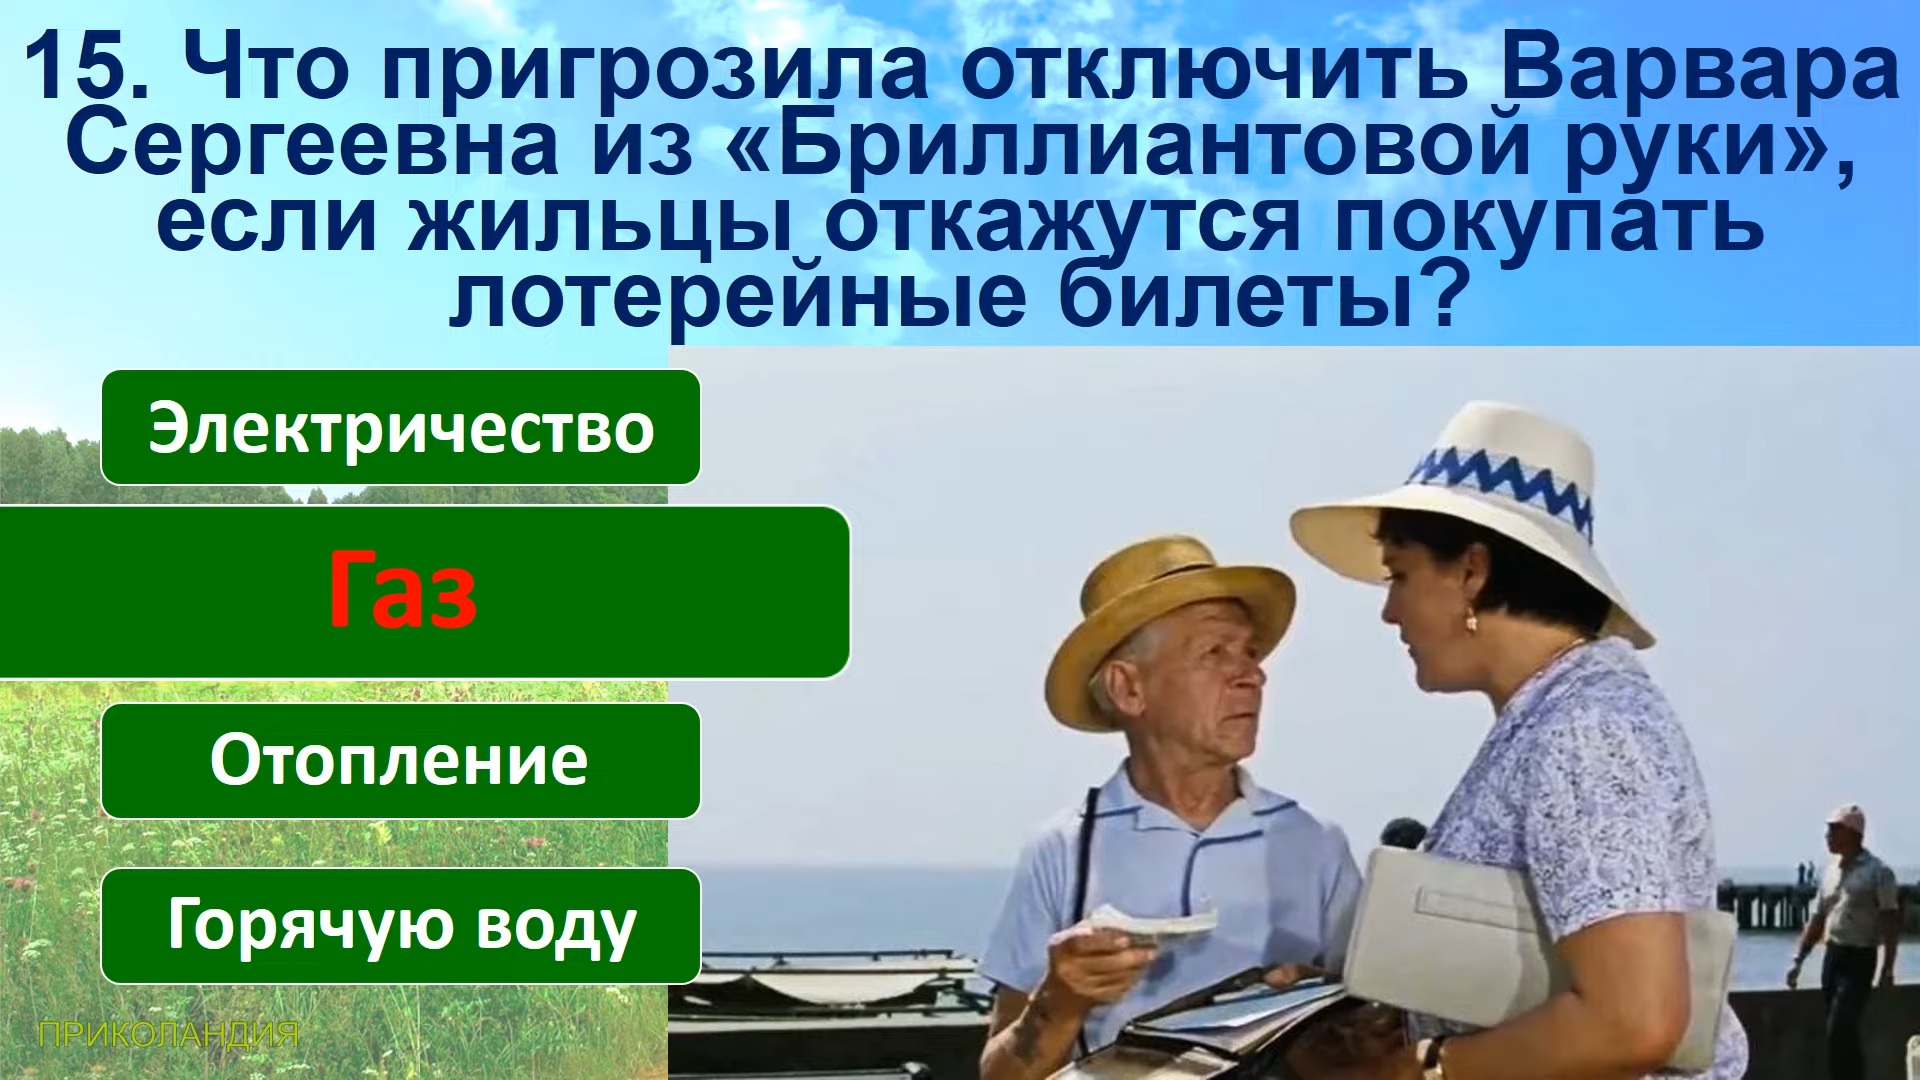 15. Что пригрозила отключить Варвара
Сергеевна из «Бриллиантовой руки»,
если жильцы откажутся покупать
лотерейные билеты?
Электричество
Газ
Отопление
Горячую воду
ПРИКОЛАНДИЯ